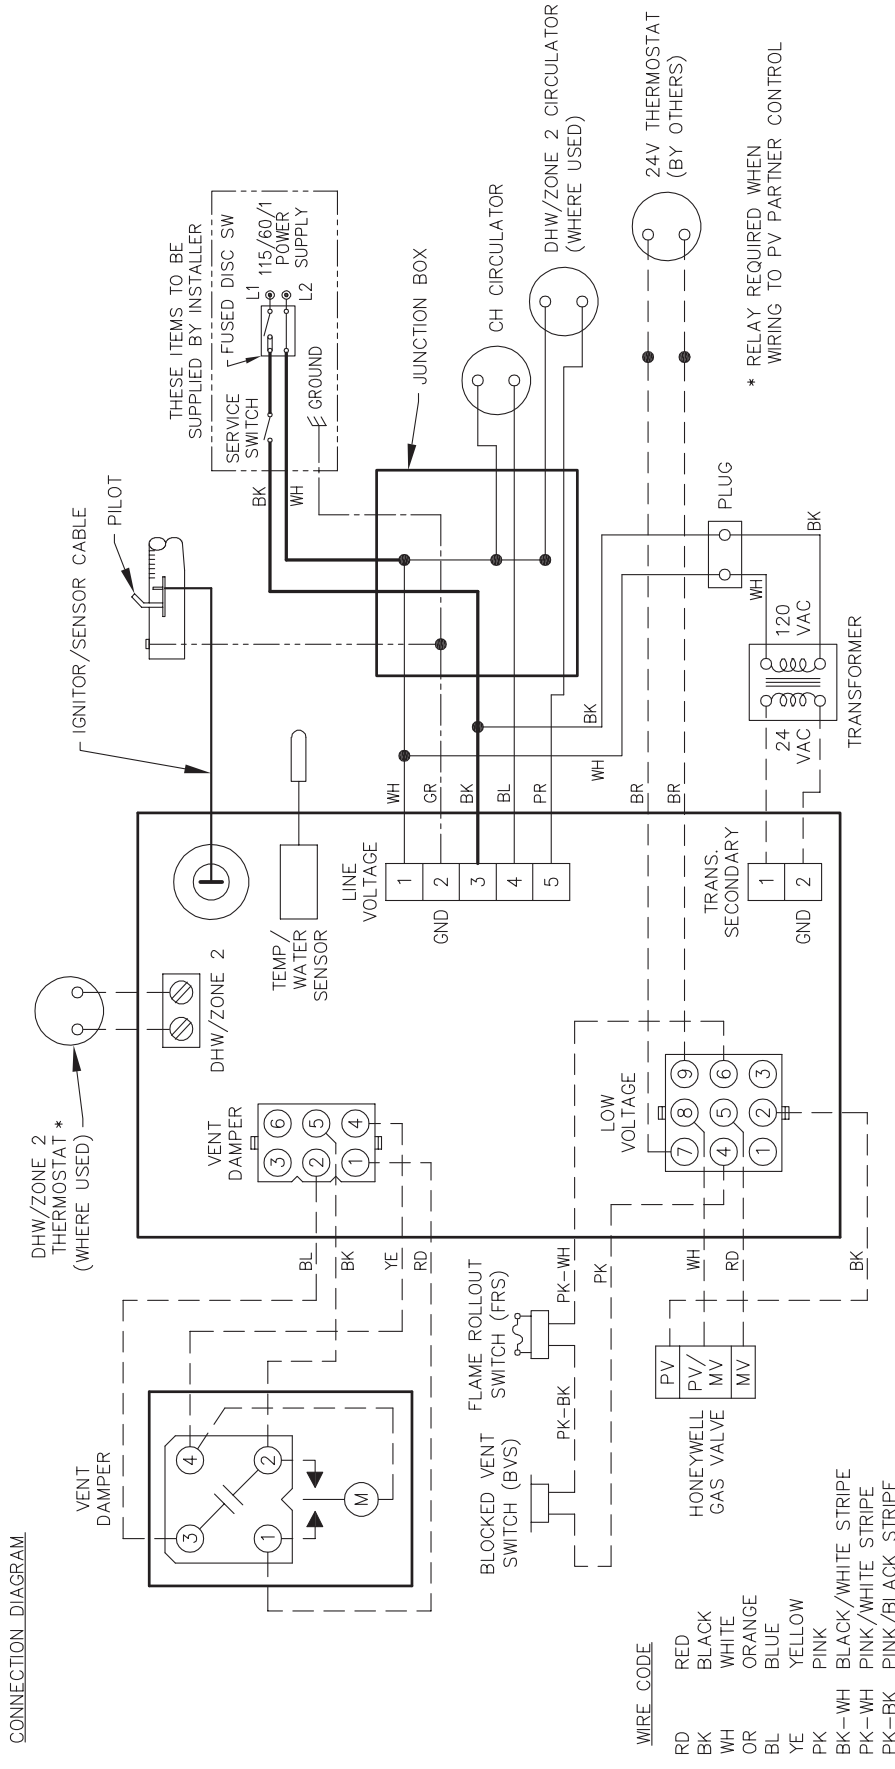 CONNECTION DIAGRAM
DHW/ZONE 2
THERMOSTAT *
(WHERE USED)
IGNITOR/SENSOR CABLE
PILOT
THESE ITEMS TO BE
SUPPLIED BY INSTALLER
SERVICE
SWITCH
FUSED DISC SW
L1
L2
115/60/1
POWER
SUPPLY
GROUND
BK
WH
JUNCTION BOX
CH CIRCULATOR
DHW/ZONE 2 CIRCULATOR
(WHERE USED)
24V THERMOSTAT
(BY OTHERS)
* RELAY REQUIRED WHEN
WIRING TO PV PARTNER CONTROL
DHW/ZONE 2
TEMP/
WATER
SENSOR
LINE
VOLTAGE
GND
1
2
3
4
5
WH
GR
BK
BL
PR
BK
WH
BR
BR
PLUG
WH
BK
120
VAC
24
VAC
TRANSFORMER
TRANS.
SECONDARY
GND
1
2
VENT
DAMPER
3
6
2
5
1
4
LOW
VOLTAGE
7
8
9
4
5
6
1
2
3
VENT
DAMPER
3
4
1
2
M
BL
BK
YE
RD
BLOCKED VENT
SWITCH (BVS)
PK-BK
FLAME ROLLOUT
SWITCH (FRS)
PK-WH
PK
WH
RD
BK
PV
PV/
MV
MV
HONEYWELL
GAS VALVE
WIRE CODE
RD RED
BK BLACK
WH WHITE
OR ORANGE
BL BLUE
YE YELLOW
PK PINK
BK-WH BLACK/WHITE STRIPE
PK-WH PINK/WHITE STRIPE
PK-BK PINK/BLACK STRIPE